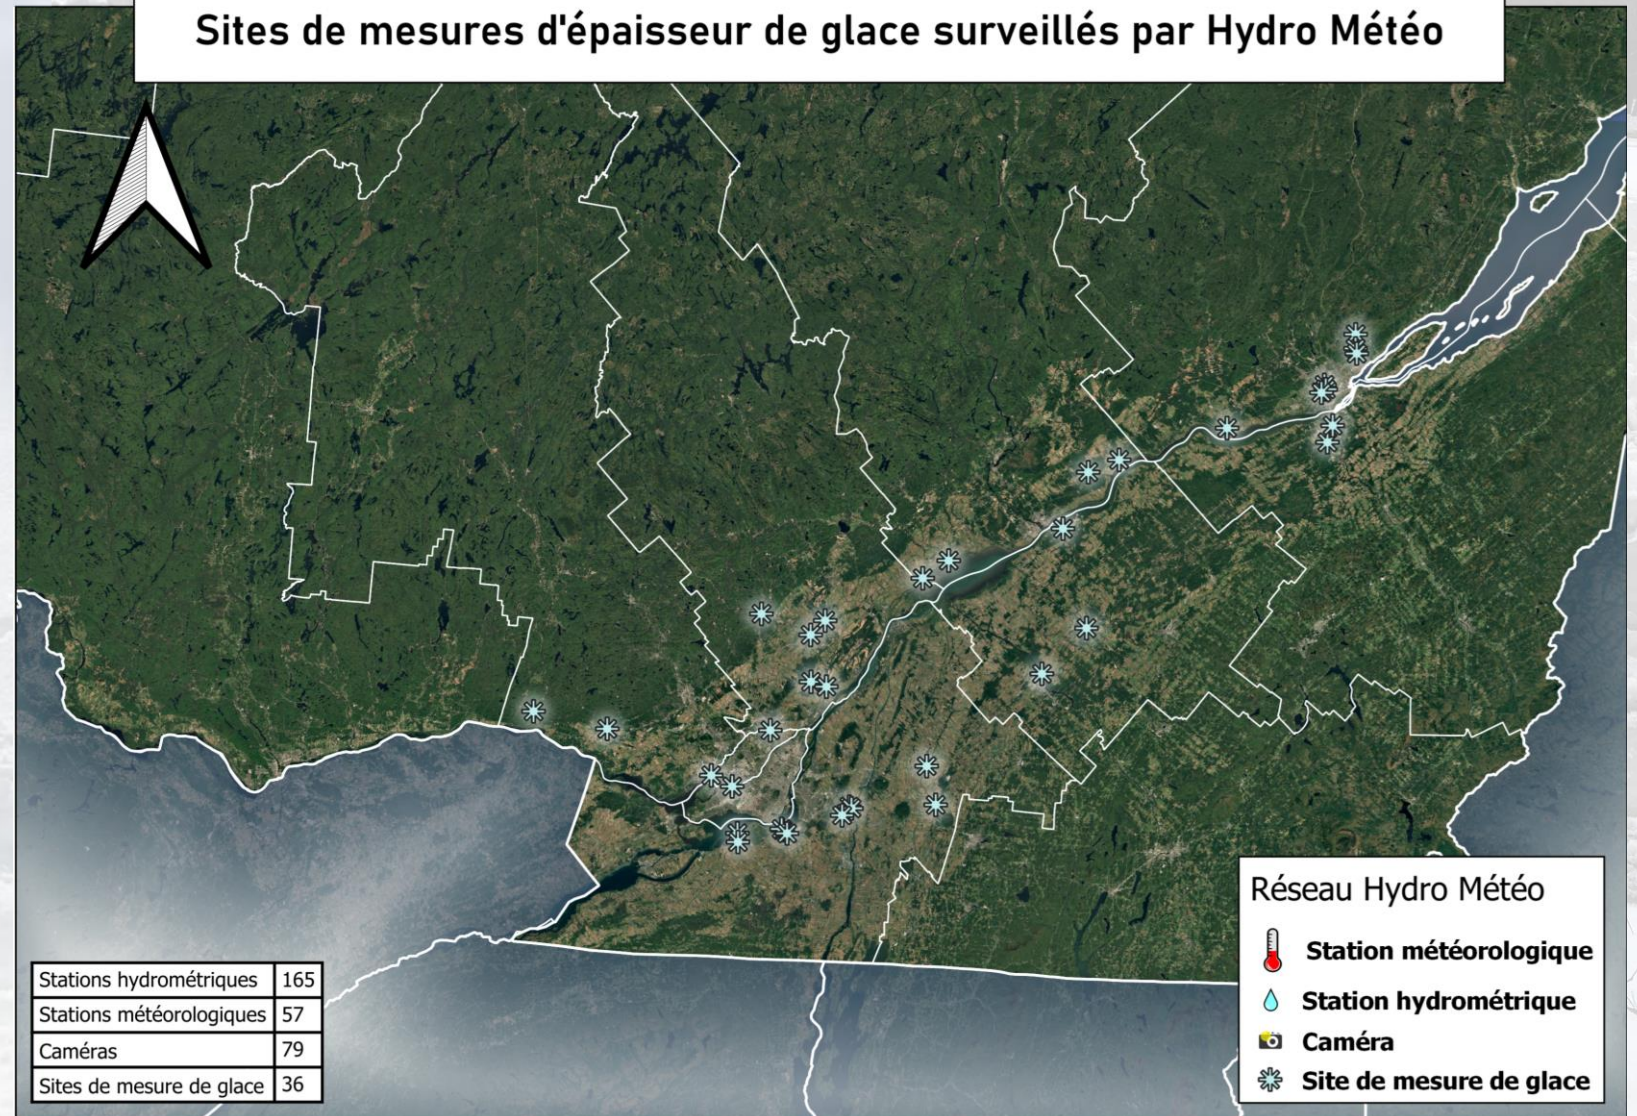 Sites de mesures d'épaisseur de glace surveillés par Hydro Météo
Stations hydrométriques 165
Stations météorologiques 57
Caméras 79
Sites de mesure de glace 36
Réseau Hydro Météo
Station météorologique
Station hydrométrique
Caméra
Site de mesure de glace